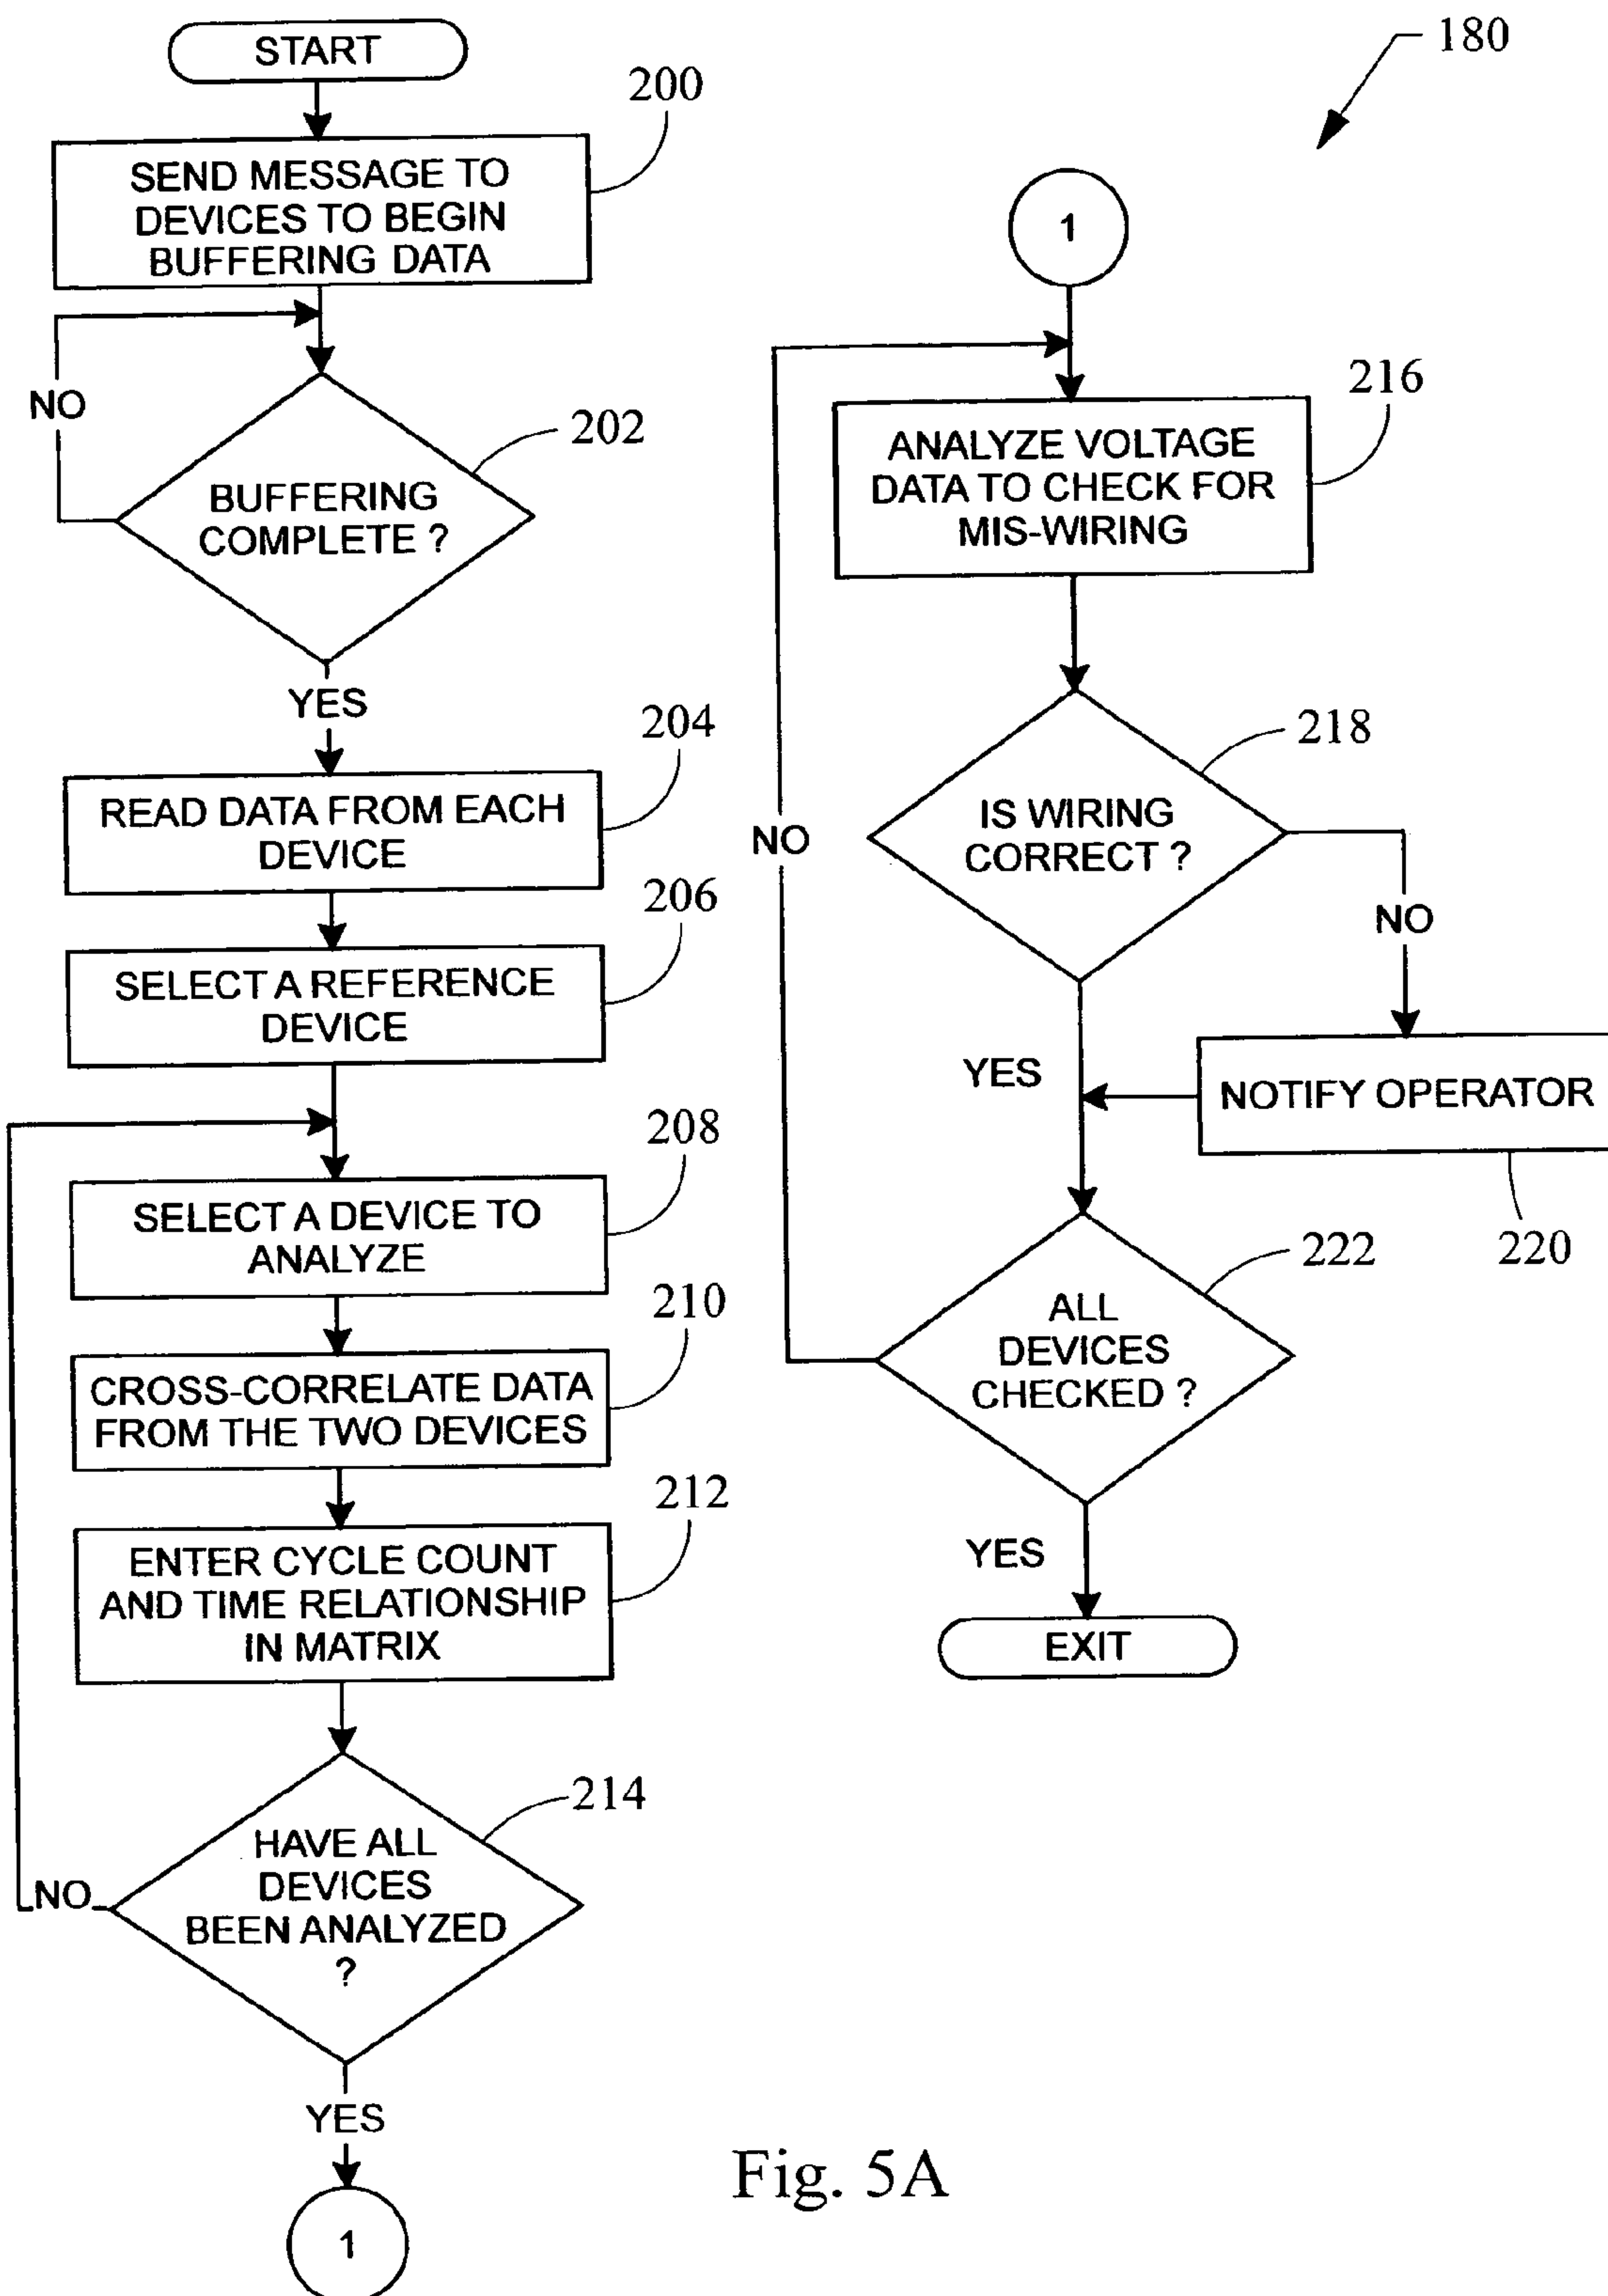 START
200
SEND MESSAGE TO
DEVICES TO BEGIN
BUFFERING DATA
NO
202
BUFFERING
COMPLETE ?
YES
204
READ DATA FROM EACH
DEVICE
206
SELECT A REFERENCE
DEVICE
208
SELECT A DEVICE TO
ANALYZE
210
CROSS-CORRELATE DATA
FROM THE TWO DEVICES
212
ENTER CYCLE COUNT
AND TIME RELATIONSHIP
IN MATRIX
214
HAVE ALL
DEVICES
BEEN ANALYZED
?
NO
YES
1
180
1
216
ANALYZE VOLTAGE
DATA TO CHECK FOR
MIS-WIRING
218
IS WIRING
CORRECT ?
NO
NO
YES
NOTIFY OPERATOR
220
222
ALL
DEVICES
CHECKED ?
YES
EXIT
Fig. 5A